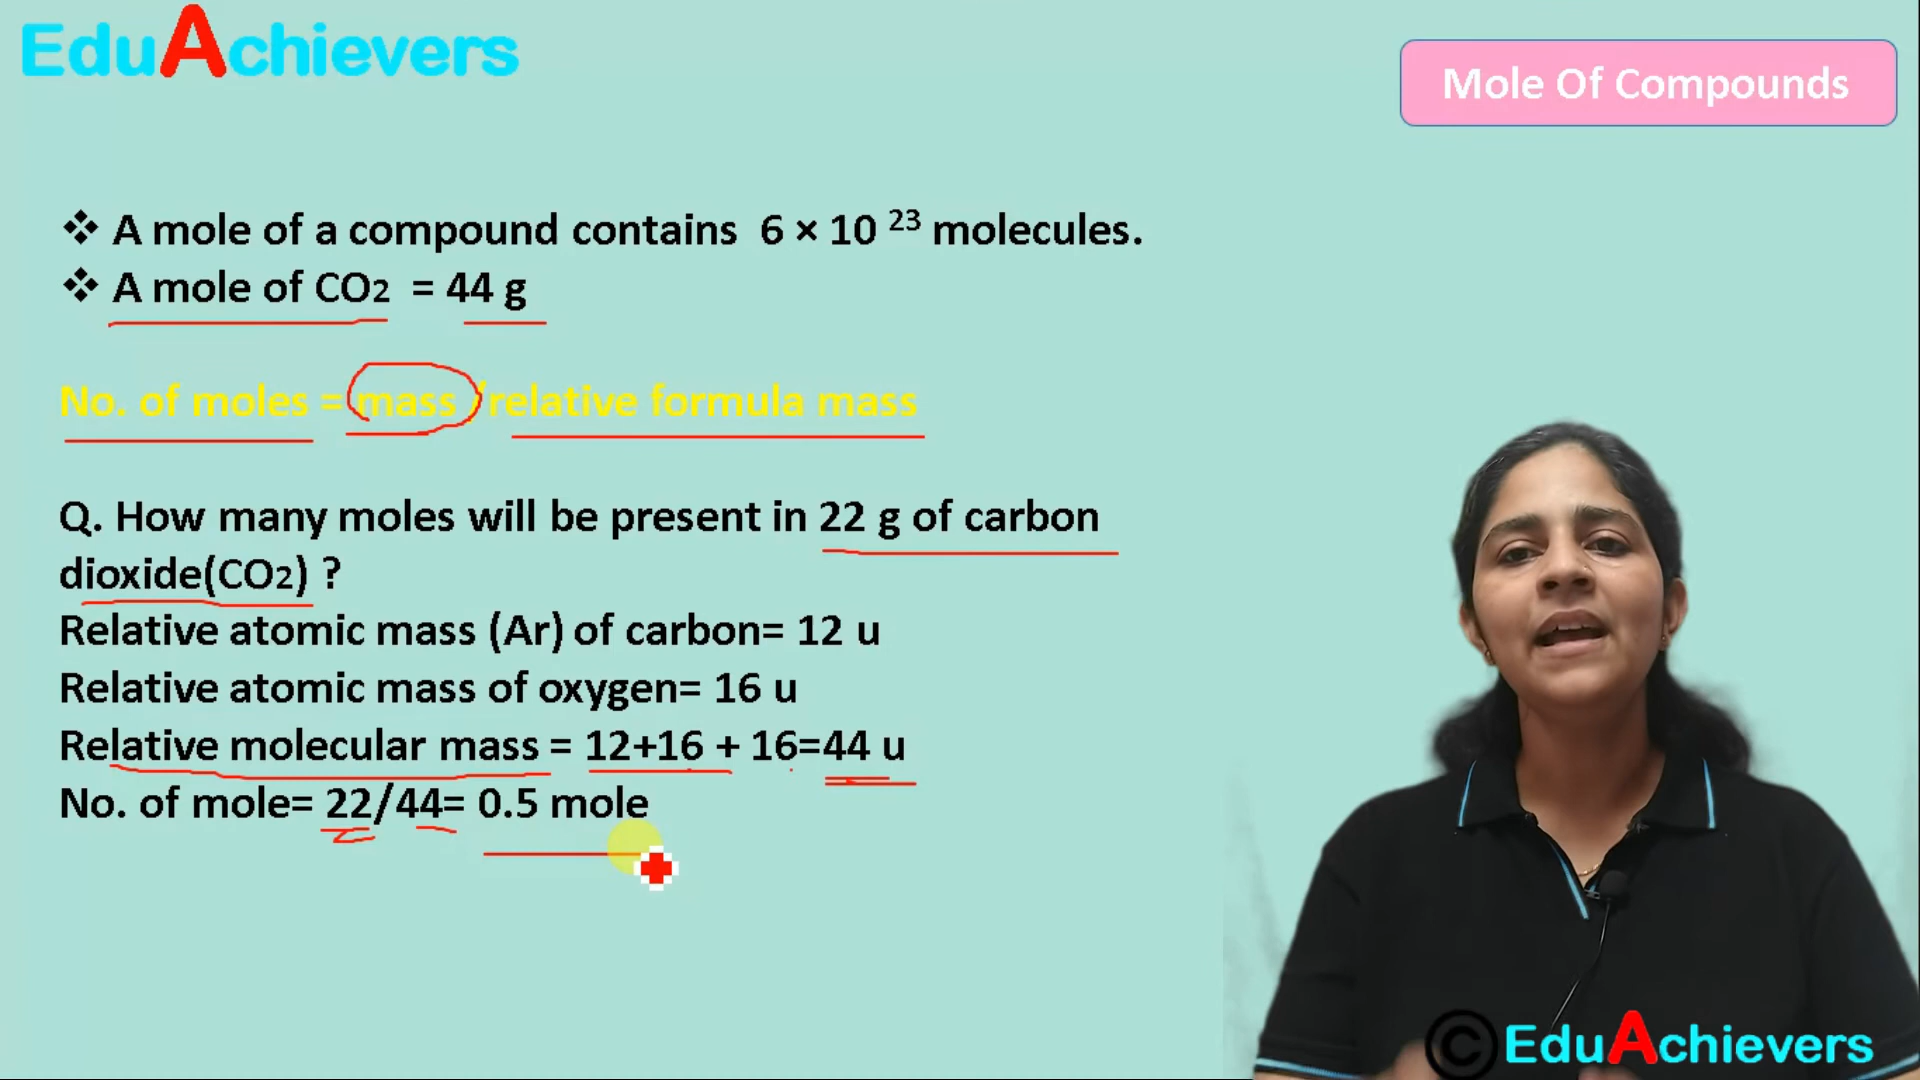 EduAchievers
Mole Of Compounds
❖ A mole of a compound contains 6 × 10 ²³ molecules.
❖ A mole of CO2 = 44 g
No. of moles = mass / relative formula mass
Q. How many moles will be present in 22 g of carbon
dioxide(CO2) ?
Relative atomic mass (Ar) of carbon= 12 u
Relative atomic mass of oxygen= 16 u
Relative molecular mass = 12+16 + 16=44 u
No. of mole= 22/44= 0.5 mole
© EduAchievers